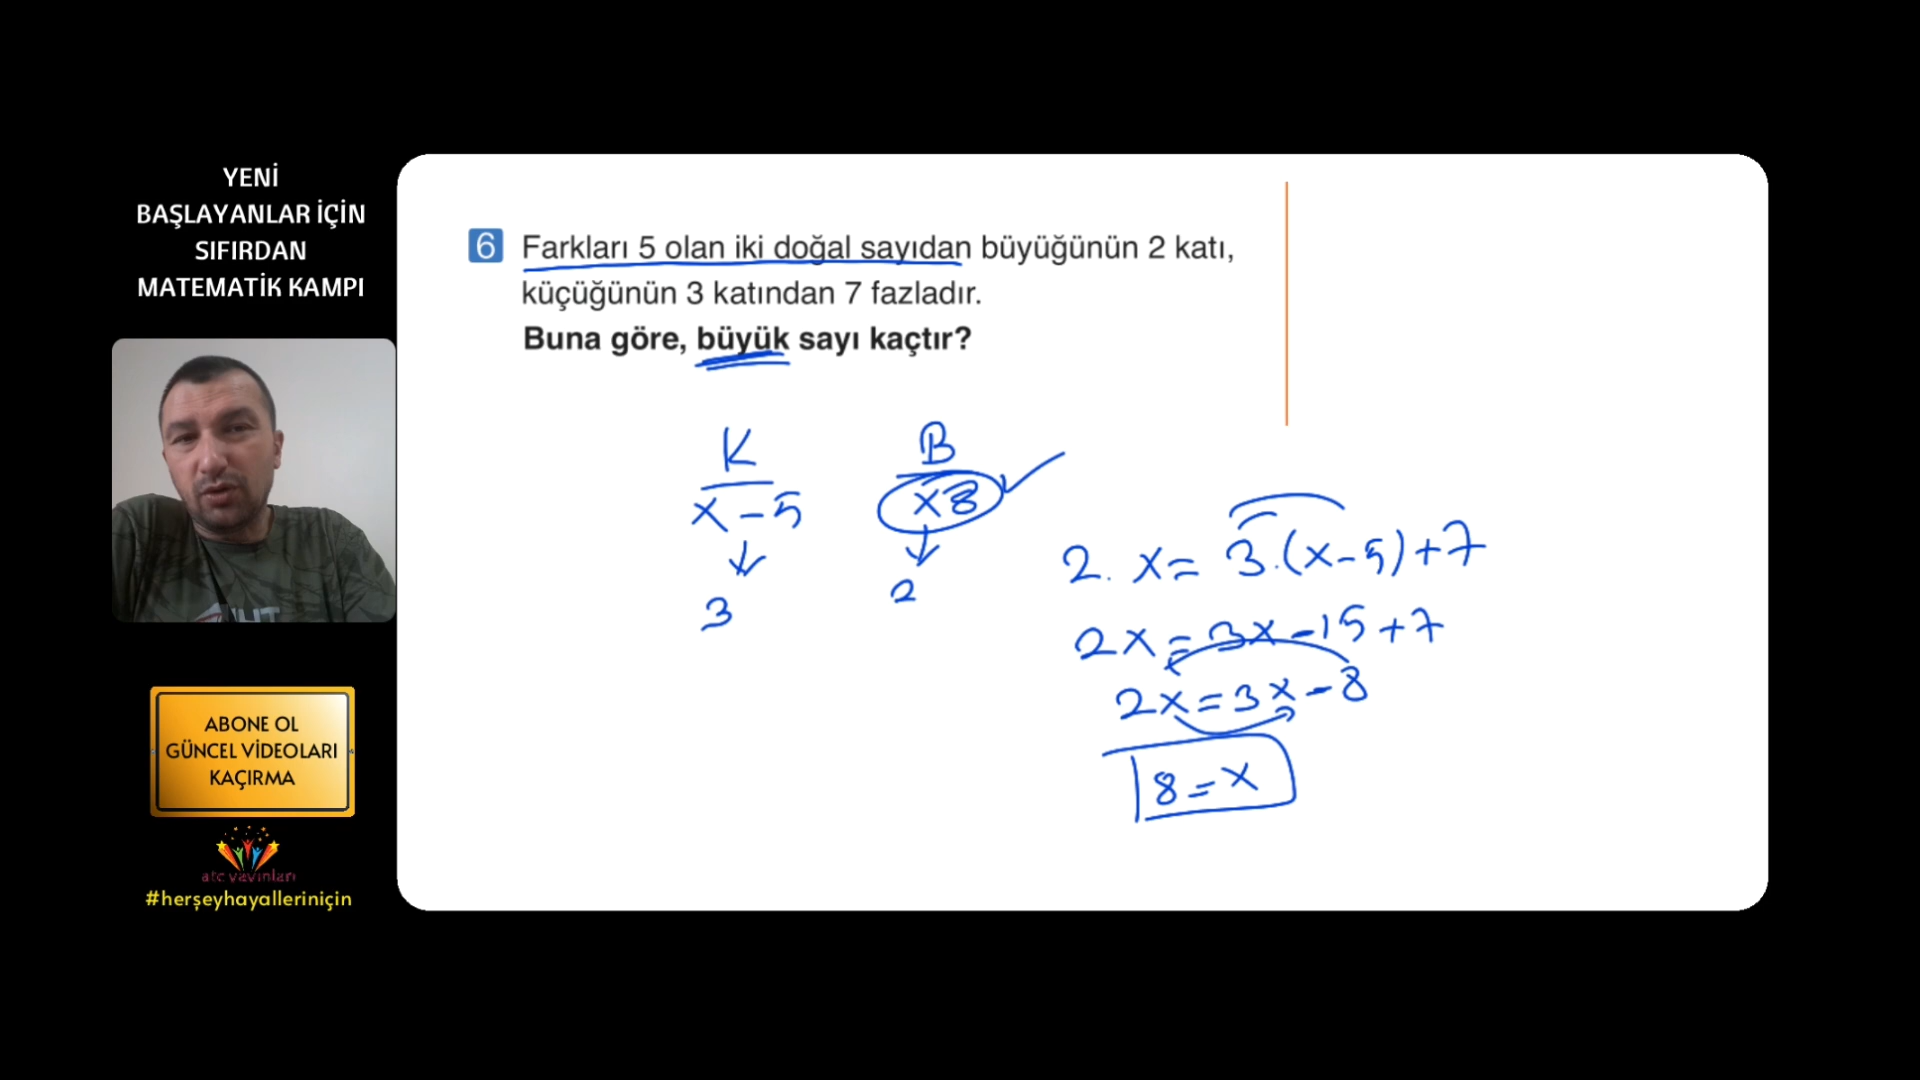 YENİ
BAŞLAYANLAR İÇİN
SIFIRDAN
MATEMATİK KAMPI
6 Farkları 5 olan iki doğal sayıdan büyüğünün 2 katı,
küçüğünün 3 katından 7 fazladır.
Buna göre, büyük sayı kaçtır?
K B
x-5 x8
3 2
2. x= 3.(x-5)+7
2x=3x-15+7
2x=3x-8
8=x
ABONE OL
GÜNCEL VİDEOLARI
KAÇIRMA
atc yayınları
#herşeyhayalleriniçin